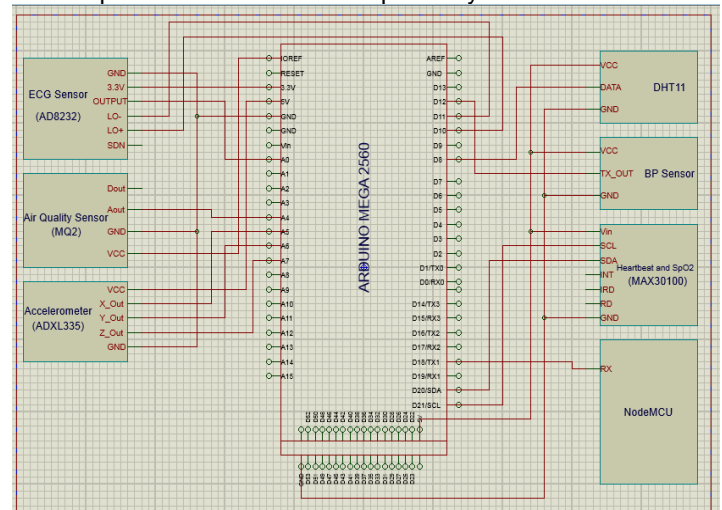 ECG Sensor
(AD8232)
GND
3.3V
OUTPUT
LO-
LO+
SDN
Air Quality Sensor
(MQ2)
Dout
Aout
GND
VCC
Accelerometer
(ADXL335)
VCC
X_Out
Y_Out
Z_Out
GND
ARDUINO MEGA 2560
IOREF
RESET
3.3V
5V
GND
GND
Vin
A0
A1
A2
A3
A4
A5
A6
A7
A8
A9
A10
A11
A12
A13
A14
A15
AREF
GND
D13
D12
D11
D10
D9
D8
D7
D6
D5
D4
D3
D2
D1/TX0
D0/RX0
D14/TX3
D15/RX3
D16/TX2
D17/RX2
D18/TX1
D19/RX1
D20/SDA
D21/SCL
5V
GND
VCC
DATA
GND
DHT11
VCC
TX_OUT
GND
BP Sensor
Vin
SCL
SDA
INT
IRD
RD
GND
Heartbeat and SpO2
(MAX30100)
RX
NodeMCU